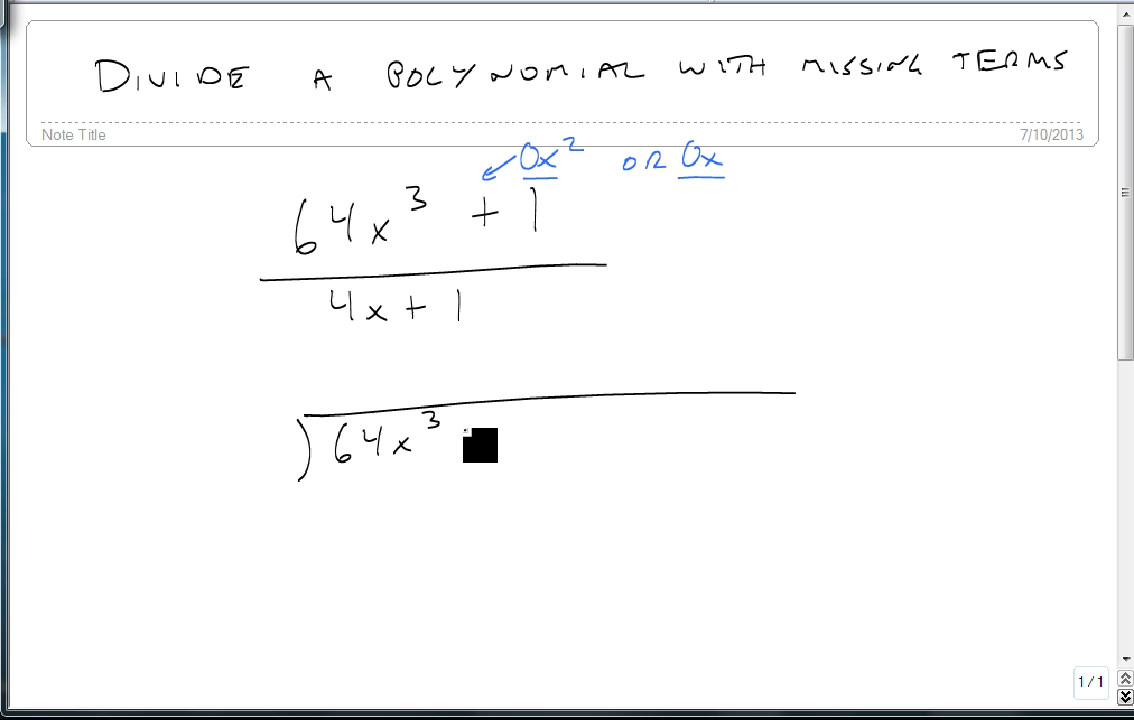 DIVIDE A POLYNOMIAL WITH MISSING TERMS
Note Title 7/10/2013
0x² OR 0x
64x³ + 1
4x + 1
)64x³
1/1